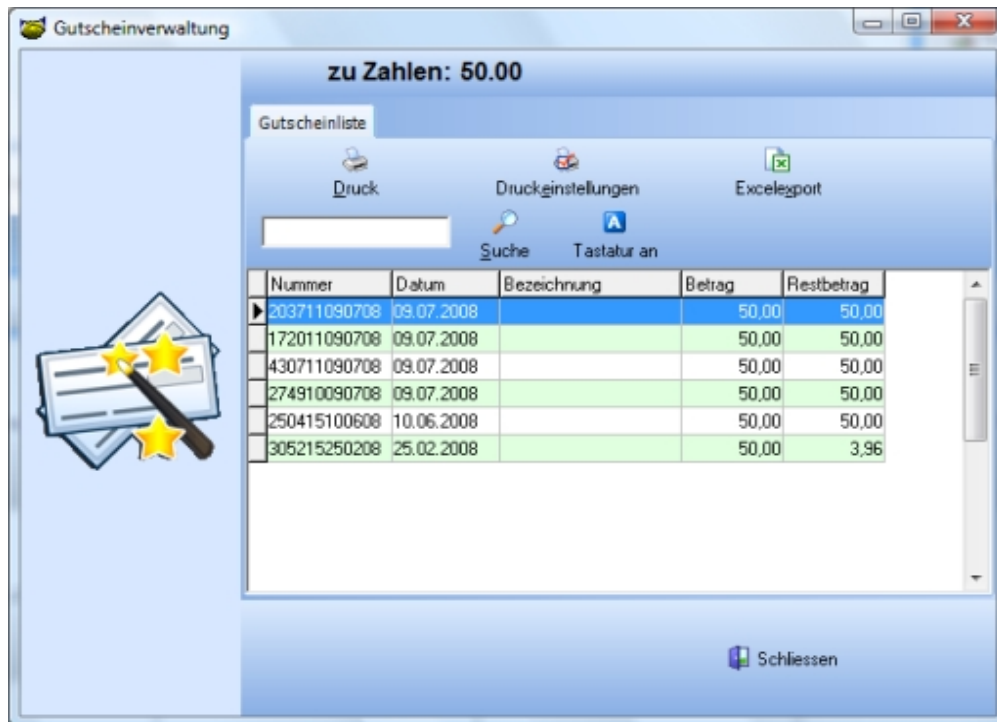 Gutscheinverwaltung
zu Zahlen: 50.00
Gutscheinliste
Druck Druckeinstellungen Excelexport
Suche Tastatur an
Nummer Datum Bezeichnung Betrag Restbetrag
203711090708 09.07.2008 50,00 50,00
172011090708 09.07.2008 50,00 50,00
430711090708 09.07.2008 50,00 50,00
274910090708 09.07.2008 50,00 50,00
250415100608 10.06.2008 50,00 50,00
305215250208 25.02.2008 50,00 3,96
Schliessen